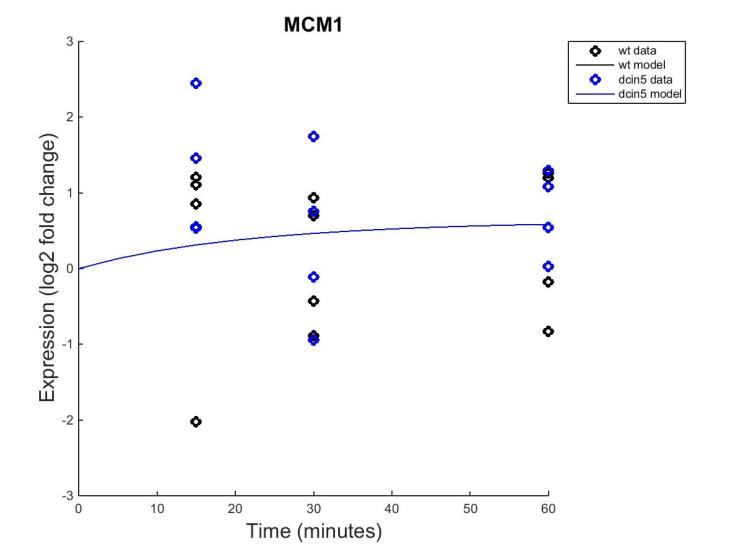 MCM1
wt data
wt model
dcin5 data
dcin5 model
Expression (log2 fold change)
3
2
1
0
-1
-2
-3
0 10 20 30 40 50 60
Time (minutes)